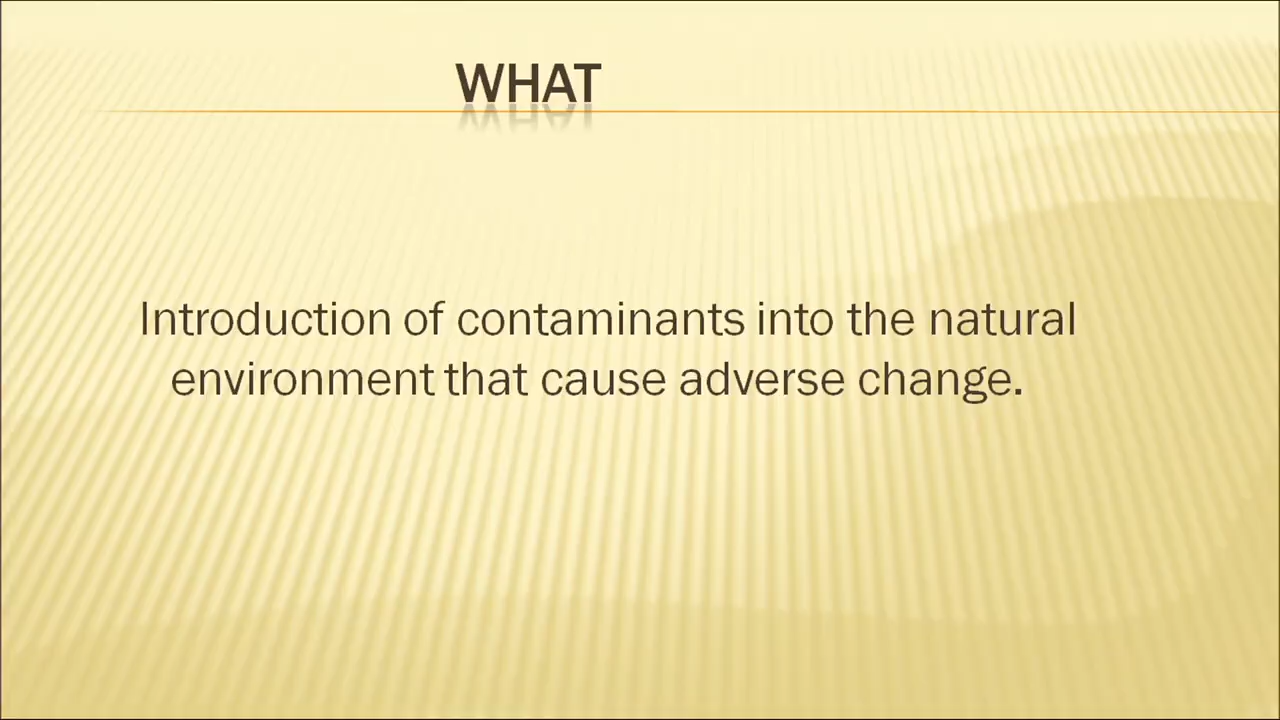 WHAT
Introduction of contaminants into the natural
environment that cause adverse change.